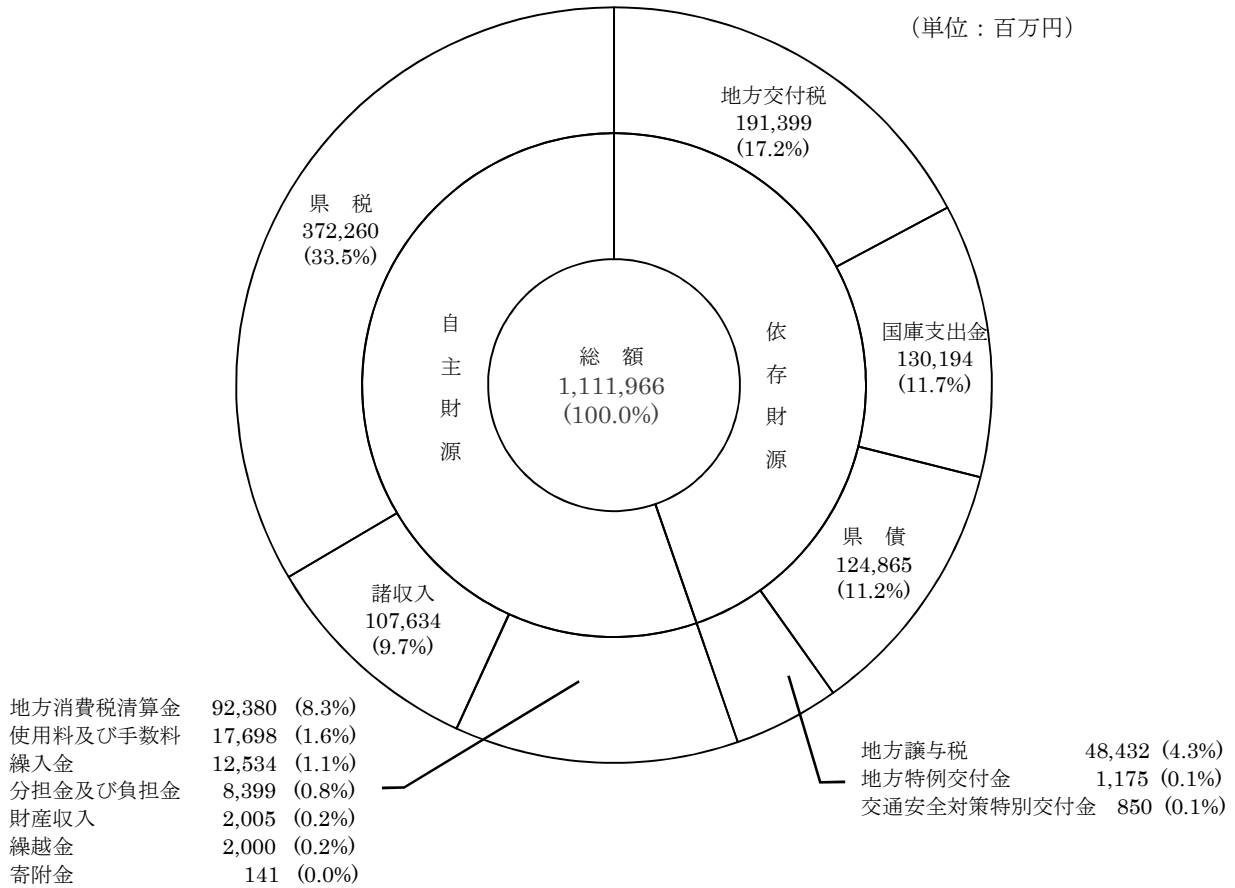 （単位：百万円）
地方交付税
191,399
(17.2%)
県　税
372,260
(33.5%)
国庫支出金
130,194
(11.7%)
自主財源
依存財源
総　額
1,111,966
(100.0%)
県　債
124,865
(11.2%)
諸収入
107,634
(9.7%)
地方消費税清算金 92,380 (8.3%)
使用料及び手数料 17,698 (1.6%)
繰入金 12,534 (1.1%)
分担金及び負担金 8,399 (0.8%)
財産収入 2,005 (0.2%)
繰越金 2,000 (0.2%)
寄附金 141 (0.0%)
地方譲与税 48,432 (4.3%)
地方特例交付金 1,175 (0.1%)
交通安全対策特別交付金 850 (0.1%)